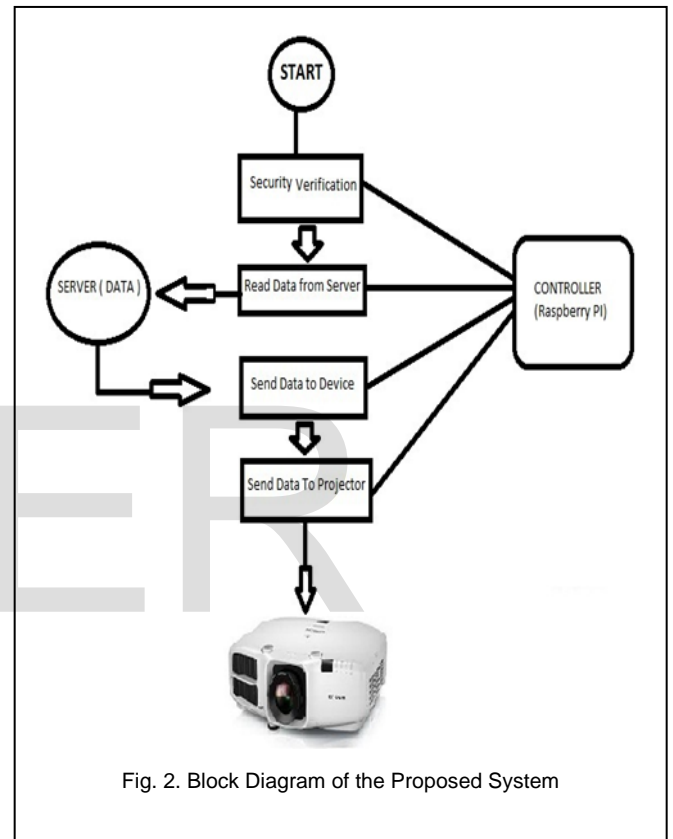 START
Security Verification
Read Data from Server
SERVER ( DATA )
CONTROLLER
(Raspberry PI)
Send Data to Device
Send Data To Projector
ER
Fig. 2. Block Diagram of the Proposed System